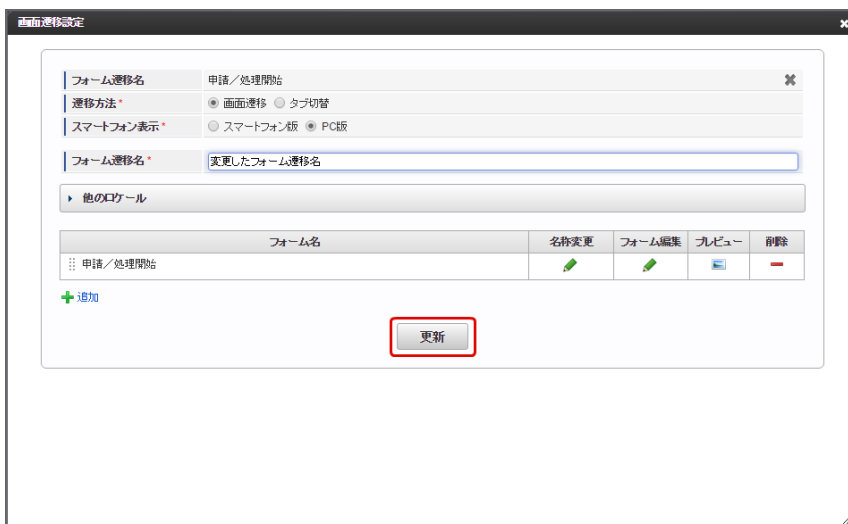 画面遷移設定
フォーム遷移名 申請／処理開始
遷移方法* 画面遷移 タブ切替
スマートフォン表示* スマートフォン版 PC版
フォーム遷移名* 変更したフォーム遷移名
他のロケール
フォーム名 名称変更 フォーム編集 プレビュー 削除
申請／処理開始
追加
更新